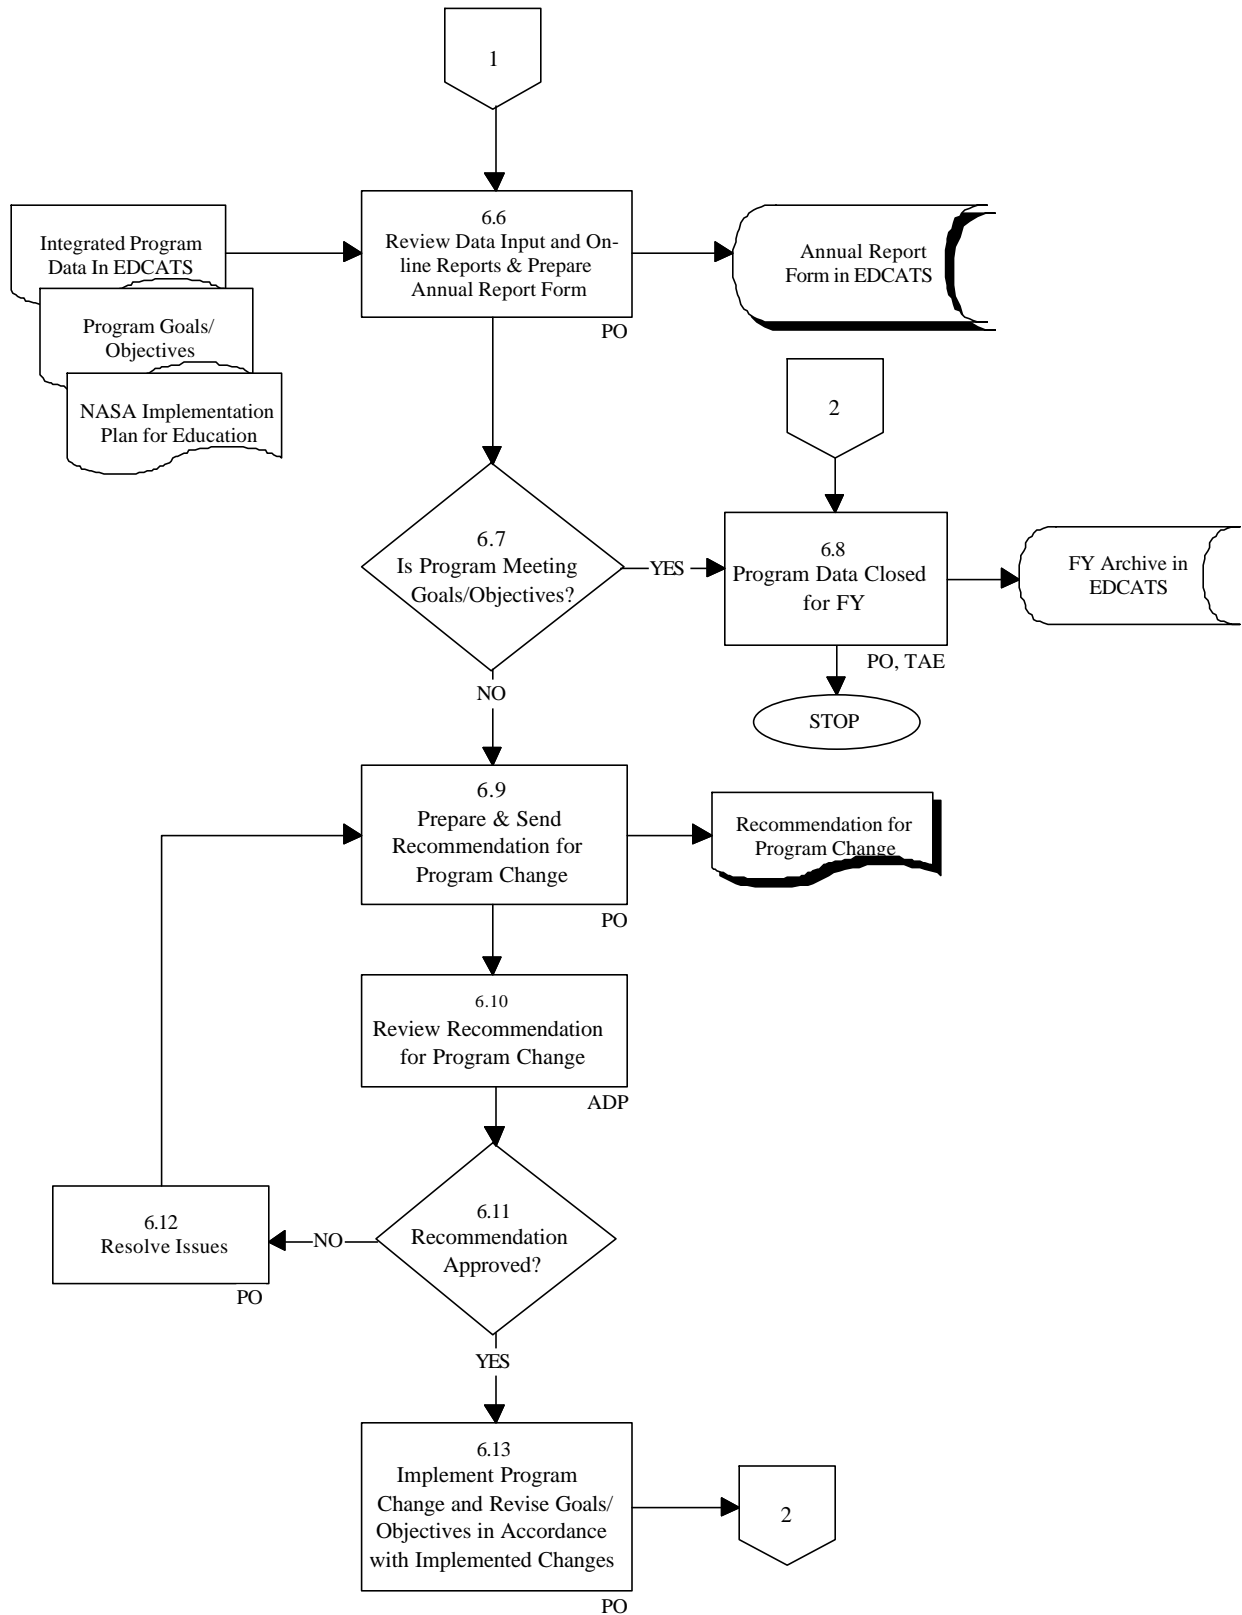 1
6.6
Review Data Input and On-
line Reports & Prepare
Annual Report Form
PO
Integrated Program
Data In EDCATS
Program Goals/
Objectives
NASA Implementation
Plan for Education
Annual Report
Form in EDCATS
2
6.7
Is Program Meeting
Goals/Objectives?
YES
6.8
Program Data Closed
for FY
PO, TAE
FY Archive in
EDCATS
STOP
NO
6.9
Prepare & Send
Recommendation for
Program Change
PO
Recommendation for
Program Change
6.10
Review Recommendation
for Program Change
ADP
6.11
Recommendation
Approved?
NO
6.12
Resolve Issues
PO
YES
6.13
Implement Program
Change and Revise Goals/
Objectives in Accordance
with Implemented Changes
PO
2